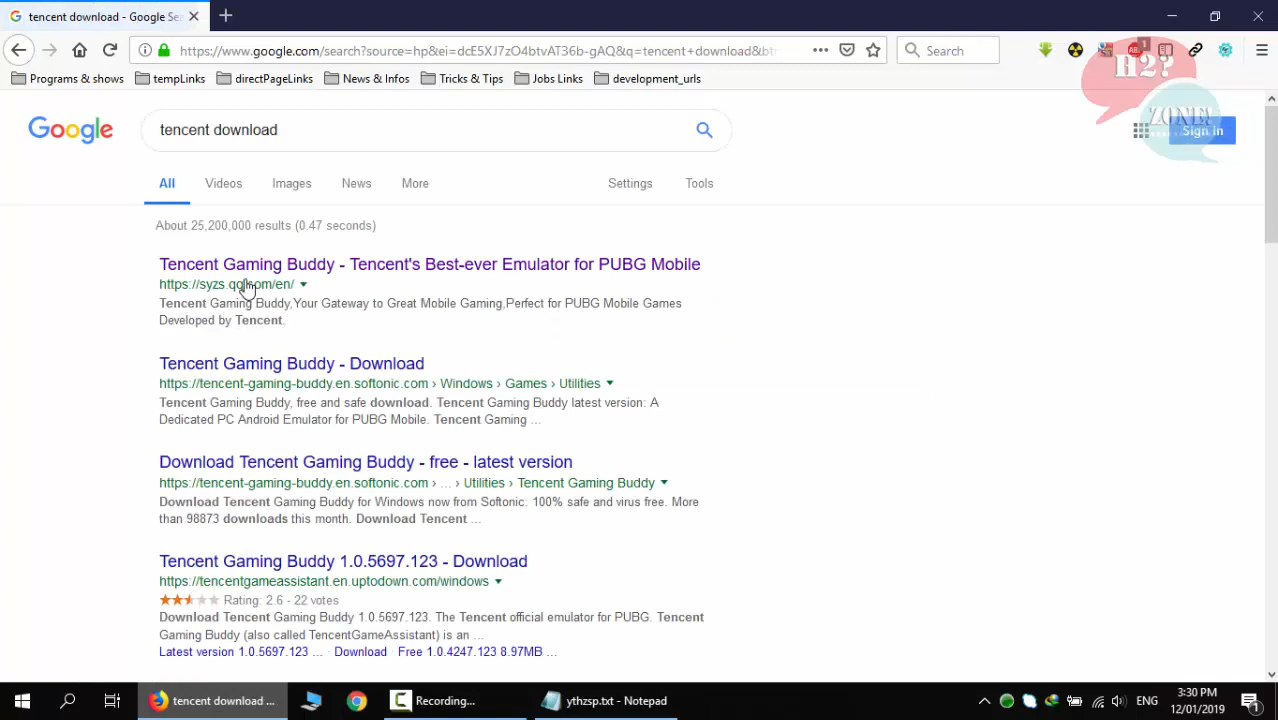 tencent download - Google Sea
https://www.google.com/search?source=hp&ei=dcE5XJ7zO4btvAT36b-gAQ&q=tencent+download&bt
Search
1
Programs & shows
tempLinks
directPageLinks
News & Infos
Tricks & Tips
Jobs Links
development_urls
H2?
ZONE!
Google
tencent download
Sign in
All
Videos
Images
News
More
Settings
Tools
About 25,200,000 results (0.47 seconds)
Tencent Gaming Buddy - Tencent's Best-ever Emulator for PUBG Mobile
https://syzs.qq.com/en/
Tencent Gaming Buddy,Your Gateway to Great Mobile Gaming,Perfect for PUBG Mobile Games
Developed by Tencent.
Tencent Gaming Buddy - Download
https://tencent-gaming-buddy.en.softonic.com › Windows › Games › Utilities
Tencent Gaming Buddy, free and safe download. Tencent Gaming Buddy latest version: A
Dedicated PC Android Emulator for PUBG Mobile. Tencent Gaming ...
Download Tencent Gaming Buddy - free - latest version
https://tencent-gaming-buddy.en.softonic.com › ... › Utilities › Tencent Gaming Buddy
Download Tencent Gaming Buddy for Windows now from Softonic: 100% safe and virus free. More
than 98873 downloads this month. Download Tencent ...
Tencent Gaming Buddy 1.0.5697.123 - Download
https://tencentgameassistant.en.uptodown.com/windows
Rating: 2.6 - 22 votes
Download Tencent Gaming Buddy 1.0.5697.123. The Tencent official emulator for PUBG. Tencent
Gaming Buddy (also called TencentGameAssistant) is an ...
Latest version 1.0.5697.123 ... · Download · Free 1.0.4247.123 8.97MB ...
tencent download ...
Recording...
ythzsp.txt - Notepad
ENG
3:30 PM
12/01/2019
1